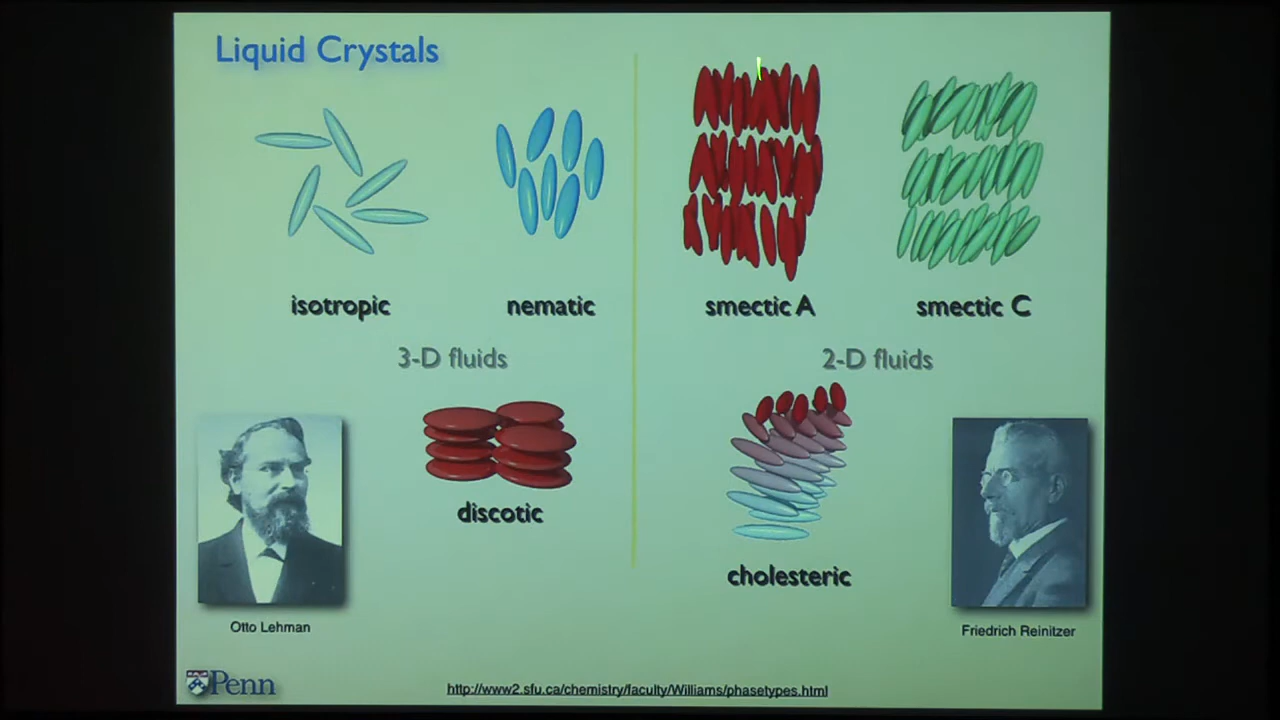 Liquid Crystals
isotropic
nematic
smectic A
smectic C
3-D fluids
2-D fluids
discotic
cholesteric
Otto Lehman
Friedrich Reinitzer
Penn
http://www2.sfu.ca/chemistry/faculty/Williams/phasetypes.html